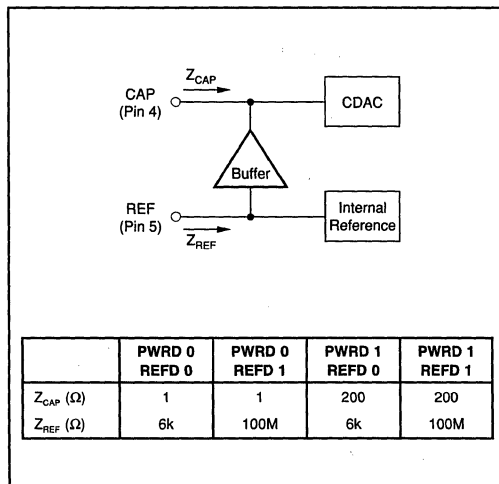 Z_CAP
CAP
(Pin 4)
CDAC
Buffer
REF
(Pin 5)
Internal
Reference
Z_REF
PWRD 0 REFD 0 | PWRD 0 REFD 1 | PWRD 1 REFD 0 | PWRD 1 REFD 1
Z_CAP (Ω) 1 1 200 200
Z_REF (Ω) 6k 100M 6k 100M